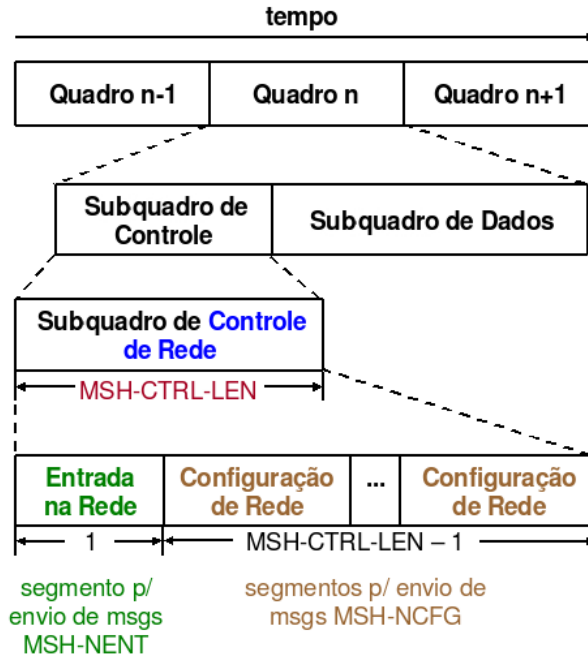 tempo
Quadro n-1 Quadro n Quadro n+1
Subquadro de
Controle
Subquadro de Dados
Subquadro de Controle
de Rede
MSH-CTRL-LEN
Entrada
na Rede
Configuração
de Rede
...
Configuração
de Rede
1
MSH-CTRL-LEN – 1
segmento p/
envio de msgs
MSH-NENT
segmentos p/ envio de
msgs MSH-NCFG